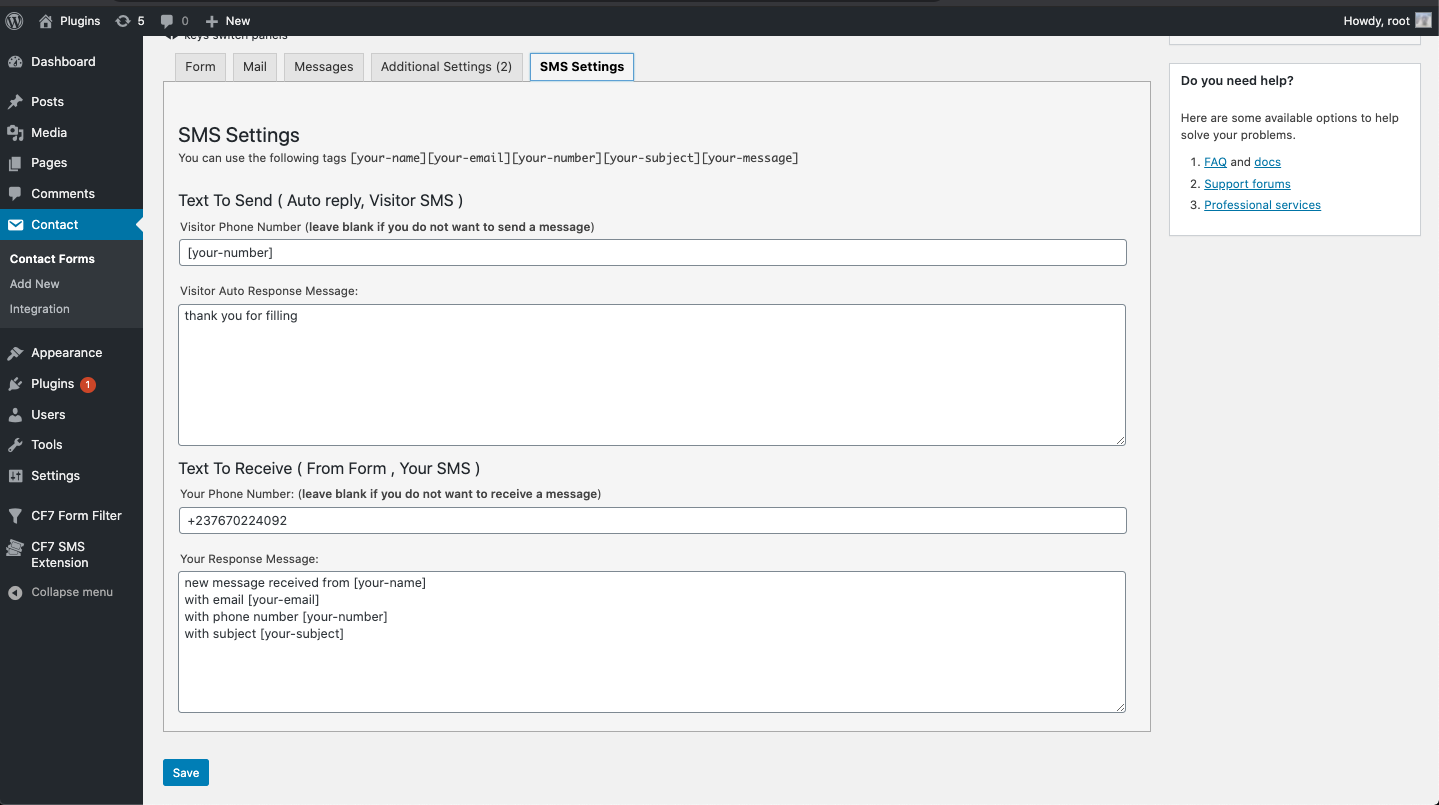 Plugins 5 0 New Howdy, root
Dashboard
Posts
Media
Pages
Comments
Contact
Contact Forms
Add New
Integration
Appearance
Plugins 1
Users
Tools
Settings
CF7 Form Filter
CF7 SMS
Extension
Collapse menu
keys switch panels
Form Mail Messages Additional Settings (2) SMS Settings
SMS Settings
You can use the following tags [your-name][your-email][your-number][your-subject][your-message]
Text To Send ( Auto reply, Visitor SMS )
Visitor Phone Number (leave blank if you do not want to send a message)
[your-number]
Visitor Auto Response Message:
thank you for filling
Text To Receive ( From Form , Your SMS )
Your Phone Number: (leave blank if you do not want to receive a message)
+237670224092
Your Response Message:
new message received from [your-name]
with email [your-email]
with phone number [your-number]
with subject [your-subject]
Save
Do you need help?
Here are some available options to help
solve your problems.
1. FAQ and docs
2. Support forums
3. Professional services